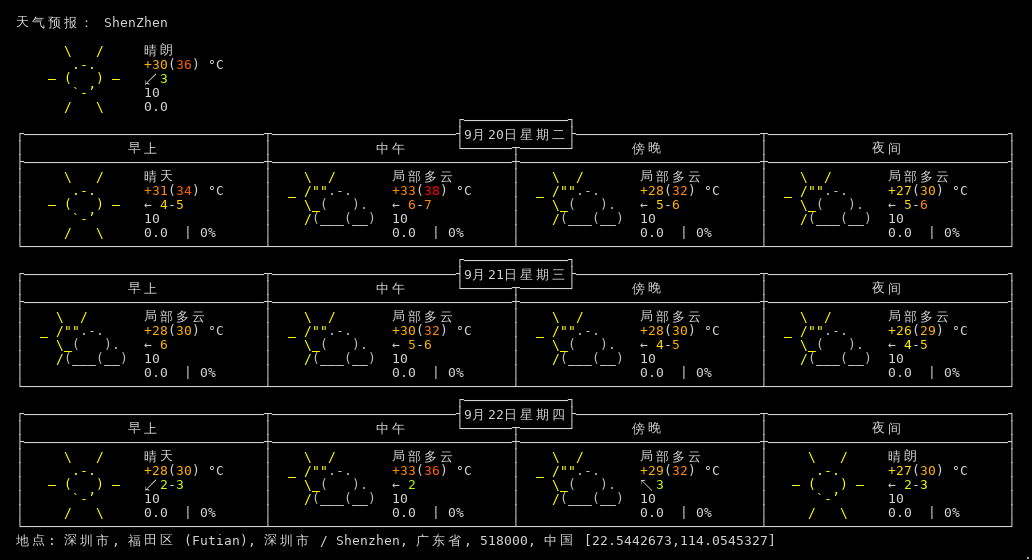 天气预报： ShenZhen
晴朗
+30(36) °C
↙ 3
10
0.0
9月20日星期二
早上 中午 傍晚 夜间
晴天 局部多云 局部多云 局部多云
+31(34) °C +33(38) °C +28(32) °C +27(30) °C
← 4-5 ← 6-7 ← 5-6 ← 5-6
10 10 10 10
0.0 | 0% 0.0 | 0% 0.0 | 0% 0.0 | 0%
9月21日星期三
早上 中午 傍晚 夜间
局部多云 局部多云 局部多云 局部多云
+28(30) °C +30(32) °C +28(30) °C +26(29) °C
← 6 ← 5-6 ← 4-5 ← 4-5
10 10 10 10
0.0 | 0% 0.0 | 0% 0.0 | 0% 0.0 | 0%
9月22日星期四
早上 中午 傍晚 夜间
晴天 局部多云 局部多云 晴朗
+28(30) °C +33(36) °C +29(32) °C +27(30) °C
↙ 2-3 ← 2 ↖ 3 ← 2-3
10 10 10 10
0.0 | 0% 0.0 | 0% 0.0 | 0% 0.0 | 0%
地点: 深圳市, 福田区 (Futian), 深圳市 / Shenzhen, 广东省, 518000, 中国 [22.5442673,114.0545327]